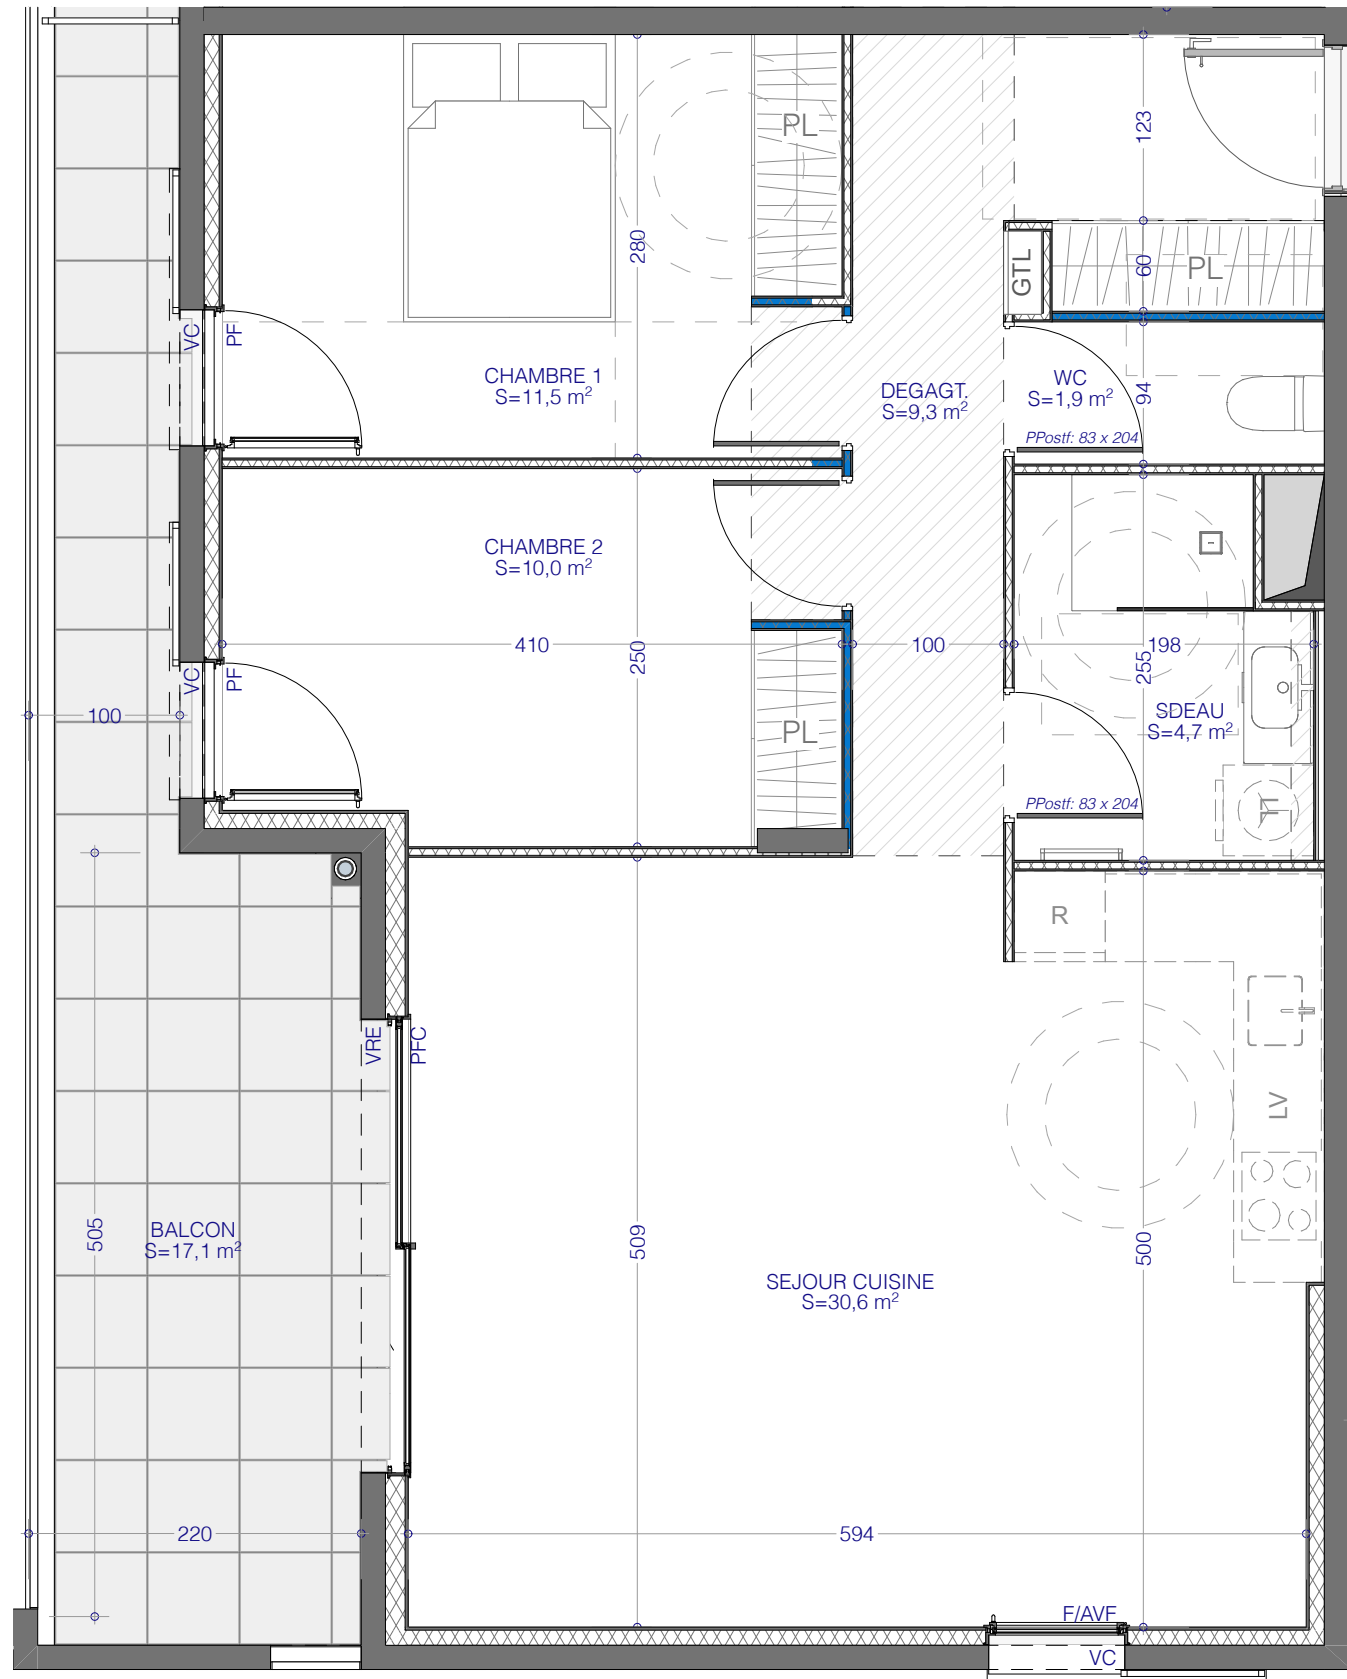 PL
123
280
60
PL
GTL
VC
PF
CHAMBRE 1
S=11,5 m²
DEGAGT.
S=9,3 m²
WC
S=1,9 m²
94
PPostf: 83 x 204
CHAMBRE 2
S=10,0 m²
410
250
100
198
255
VC
PF
100
SDEAU
S=4,7 m²
PL
PPostf: 83 x 204
LL
R
VRE
PFC
LV
505
BALCON
S=17,1 m²
509
500
SEJOUR CUISINE
S=30,6 m²
220
594
F/AVF
VC